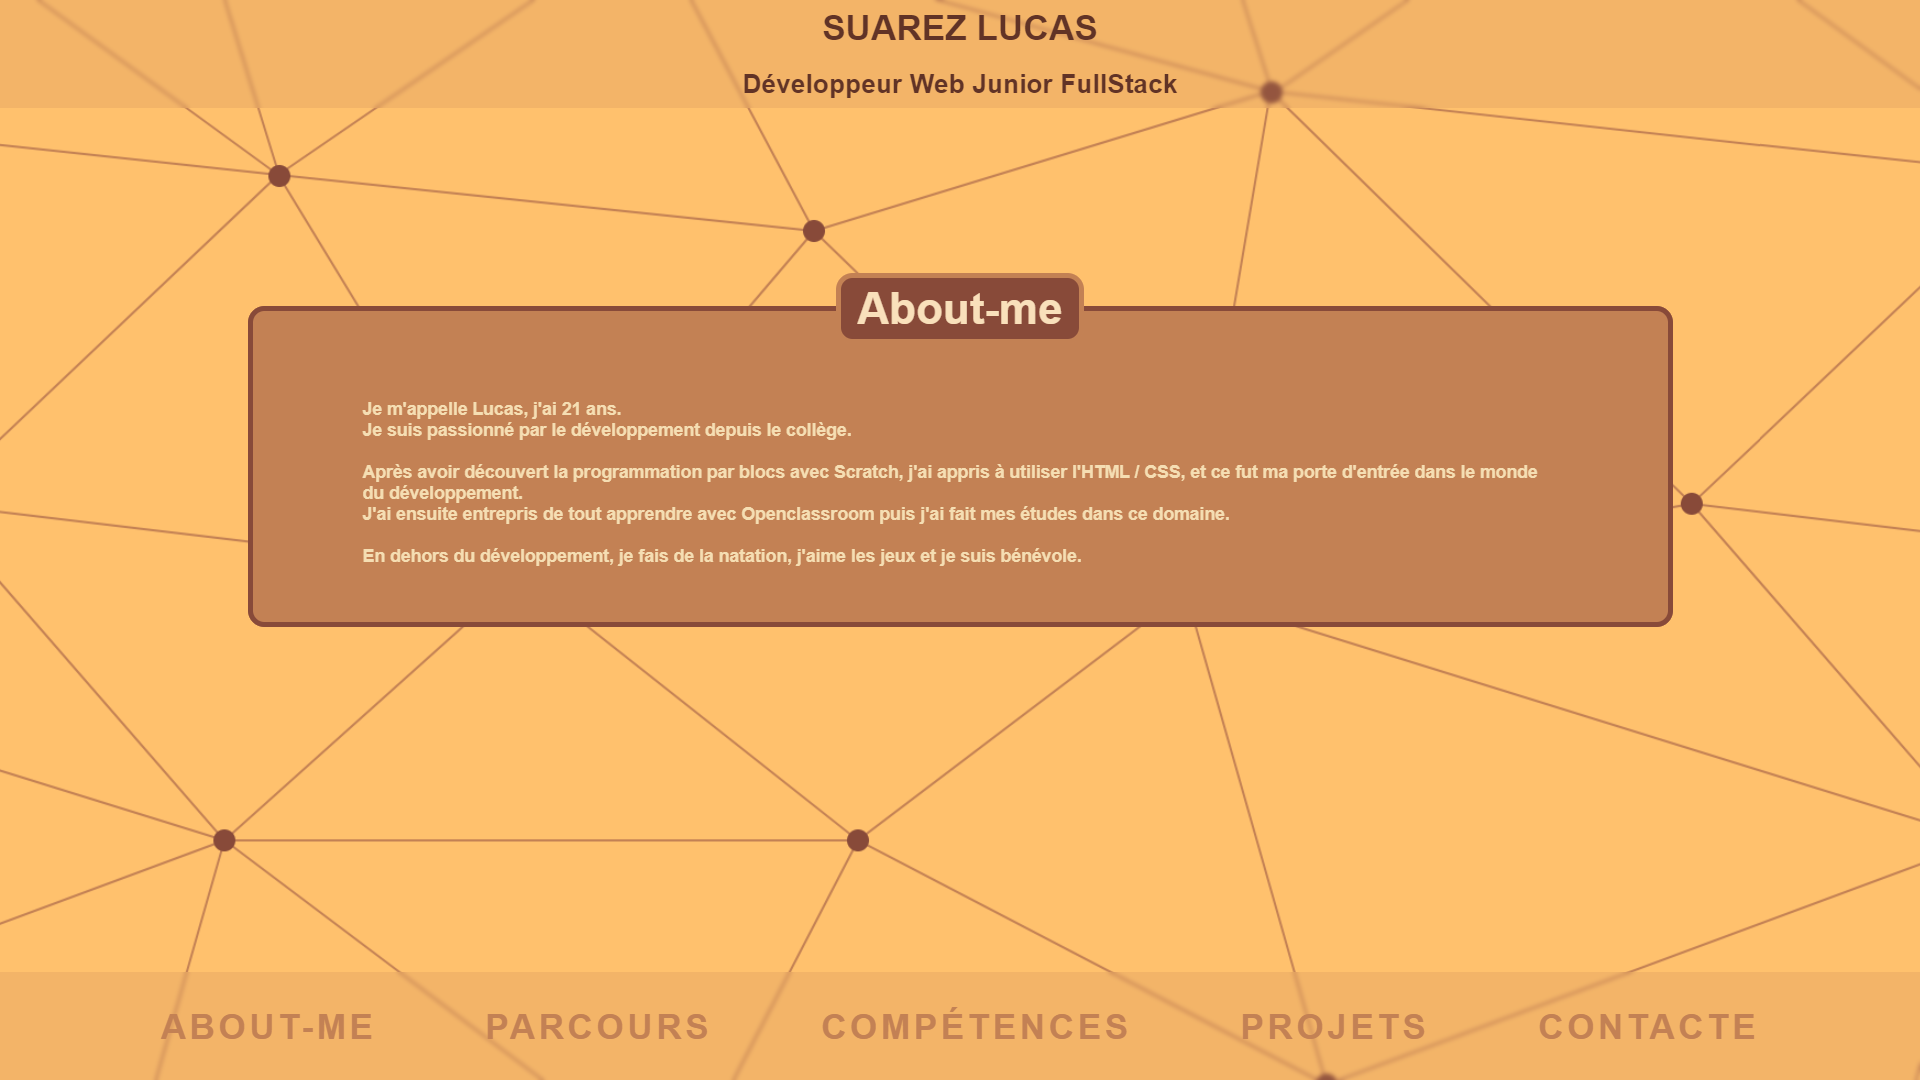 SUAREZ LUCAS
Développeur Web Junior FullStack
About-me
Je m'appelle Lucas, j'ai 21 ans.
Je suis passionné par le développement depuis le collège.
Après avoir découvert la programmation par blocs avec Scratch, j'ai appris à utiliser l'HTML / CSS, et ce fut ma porte d'entrée dans le monde
du développement.
J'ai ensuite entrepris de tout apprendre avec Openclassroom puis j'ai fait mes études dans ce domaine.
En dehors du développement, je fais de la natation, j'aime les jeux et je suis bénévole.
ABOUT-ME PARCOURS COMPÉTENCES PROJETS CONTACTE